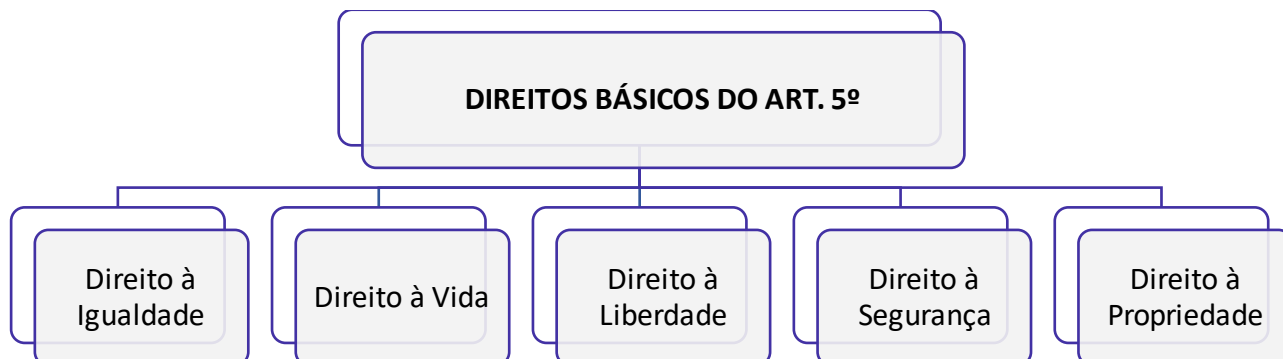 DIREITOS BÁSICOS DO ART. 5º
Direito à
Igualdade
Direito à Vida
Direito à
Liberdade
Direito à
Segurança
Direito à
Propriedade